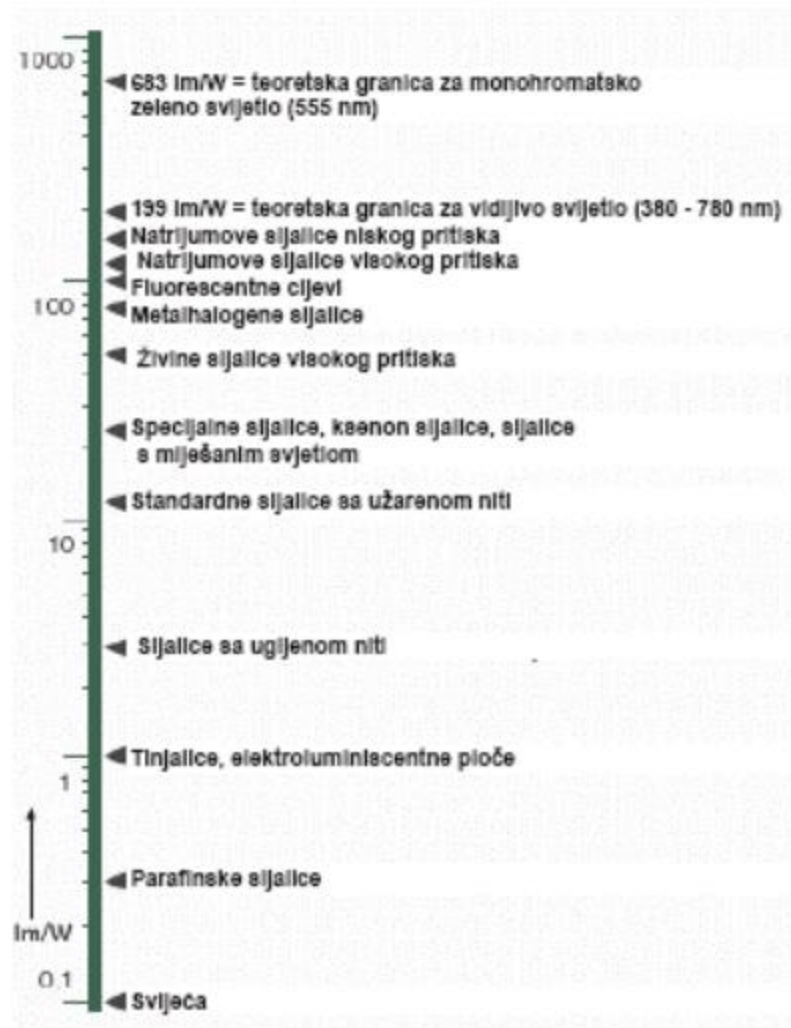 1000
683 lm/W = teoretska granica za monohromatsko
zeleno svijetlo (555 nm)
199 lm/W = teoretska granica za vidljivo svijetlo (380 - 780 nm)
Natrijumove sijalice niskog pritiska
Natrijumove sijalice visokog pritiska
Fluorescentne cijevi
100
Metalhalogene sijalice
Živine sijalice visokog pritiska
Specijalne sijalice, ksenon sijalice, sijalice
s miješanim svjetlom
Standardne sijalice sa užarenom niti
10
Sijalice sa ugljenom niti
Tinjalice, elektroluminiscentne ploče
1
Parafinske sijalice
lm/W
0,1
Svijeća